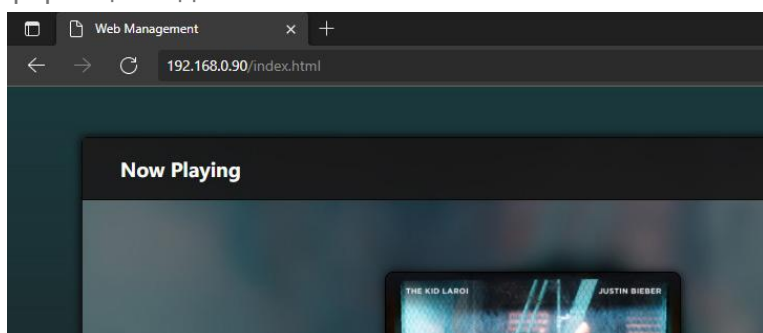 Web Management
192.168.0.90/index.html
Now Playing
THE KID LAROI
JUSTIN BIEBER